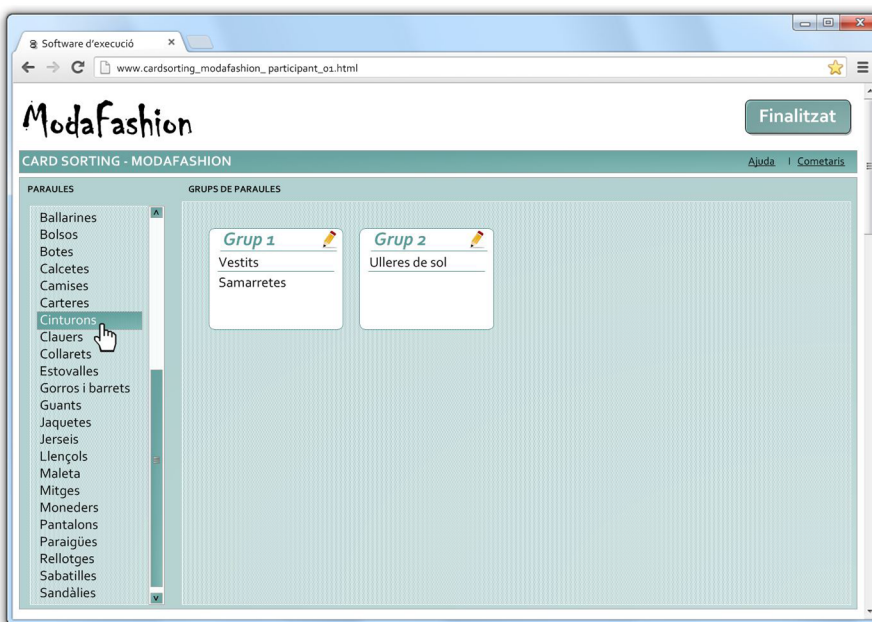 Software d'execució
www.cardsorting_modafashion_ participant_01.html
ModaFashion
Finalitzat
CARD SORTING - MODAFASHION
Ajuda | Cometaris
PARAULES
GRUPS DE PARAULES
Ballarines
Bolsos
Botes
Calcetes
Camises
Carteres
Cinturons
Clauers
Collarets
Estovalles
Gorros i barrets
Guants
Jaquetes
Jerseis
Llençols
Maleta
Mitges
Moneders
Pantalons
Paraigües
Rellotges
Sabatilles
Sandàlies
Grup 1
Vestits
Samarretes
Grup 2
Ulleres de sol